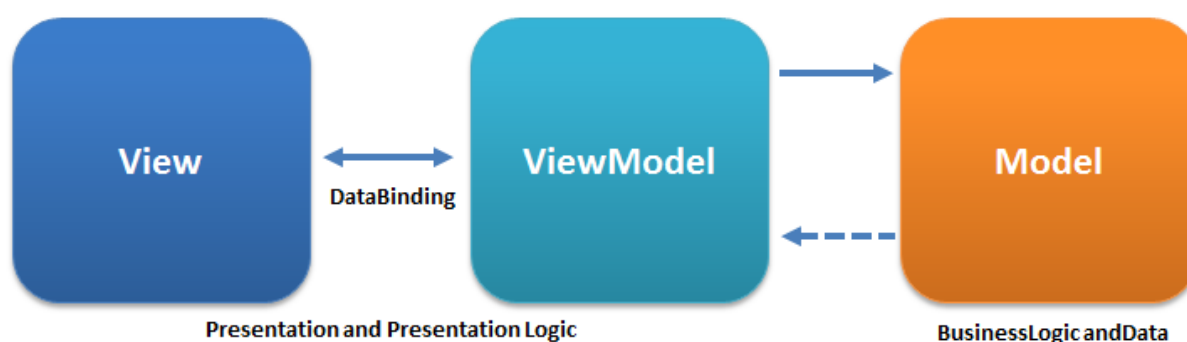 View
ViewModel
Model
DataBinding
Presentation and Presentation Logic
BusinessLogic andData